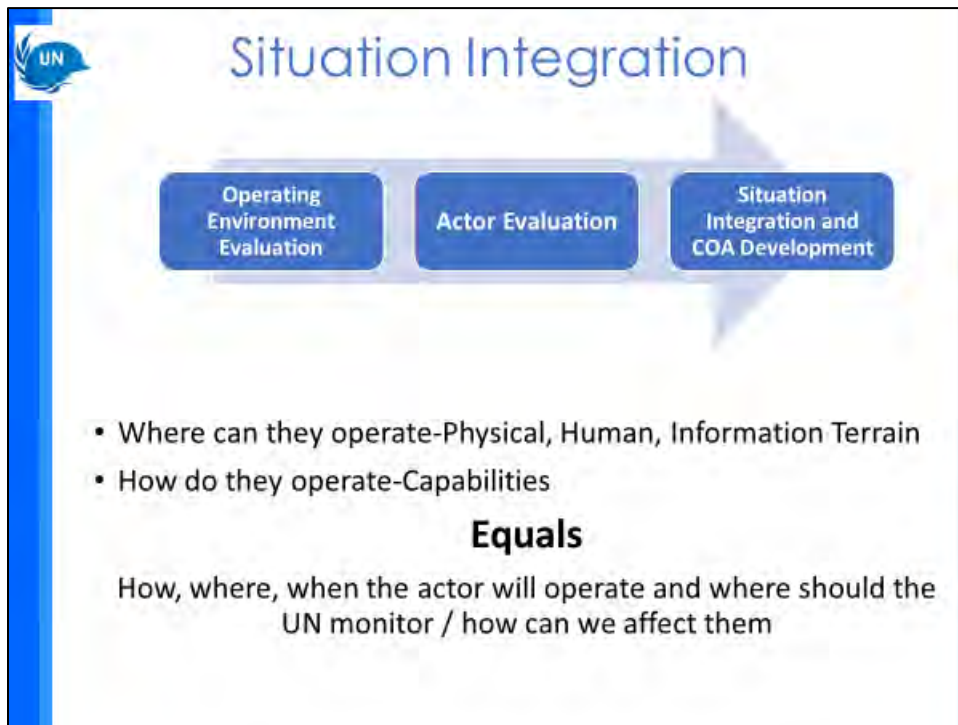 UN
Situation Integration
Operating
Environment
Evaluation
Actor Evaluation
Situation
Integration and
COA Development
• Where can they operate-Physical, Human, Information Terrain
• How do they operate-Capabilities
Equals
How, where, when the actor will operate and where should the
UN monitor / how can we affect them